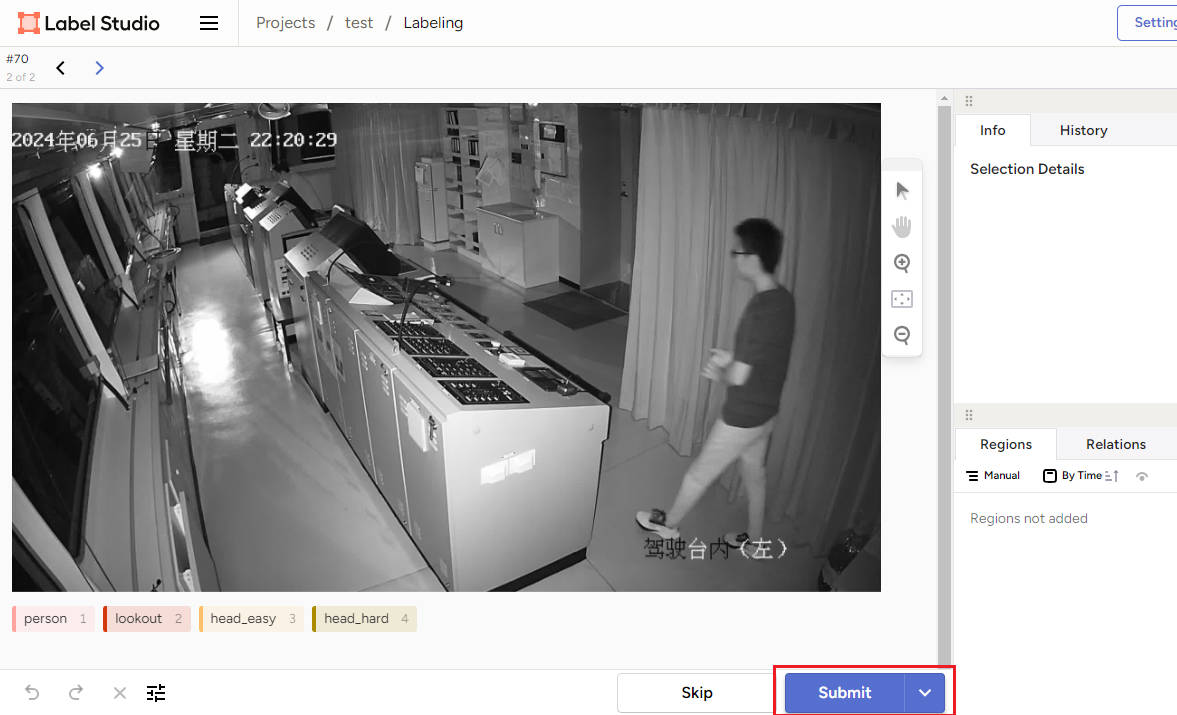 Label Studio
Projects / test / Labeling
Setting
#70
2 of 2
2024年06月25日 星期二 22:20:29
驾驶台内(左)
person 1
lookout 2
head_easy 3
head_hard 4
Skip
Submit
Info
History
Selection Details
Regions
Relations
Manual
By Time
Regions not added